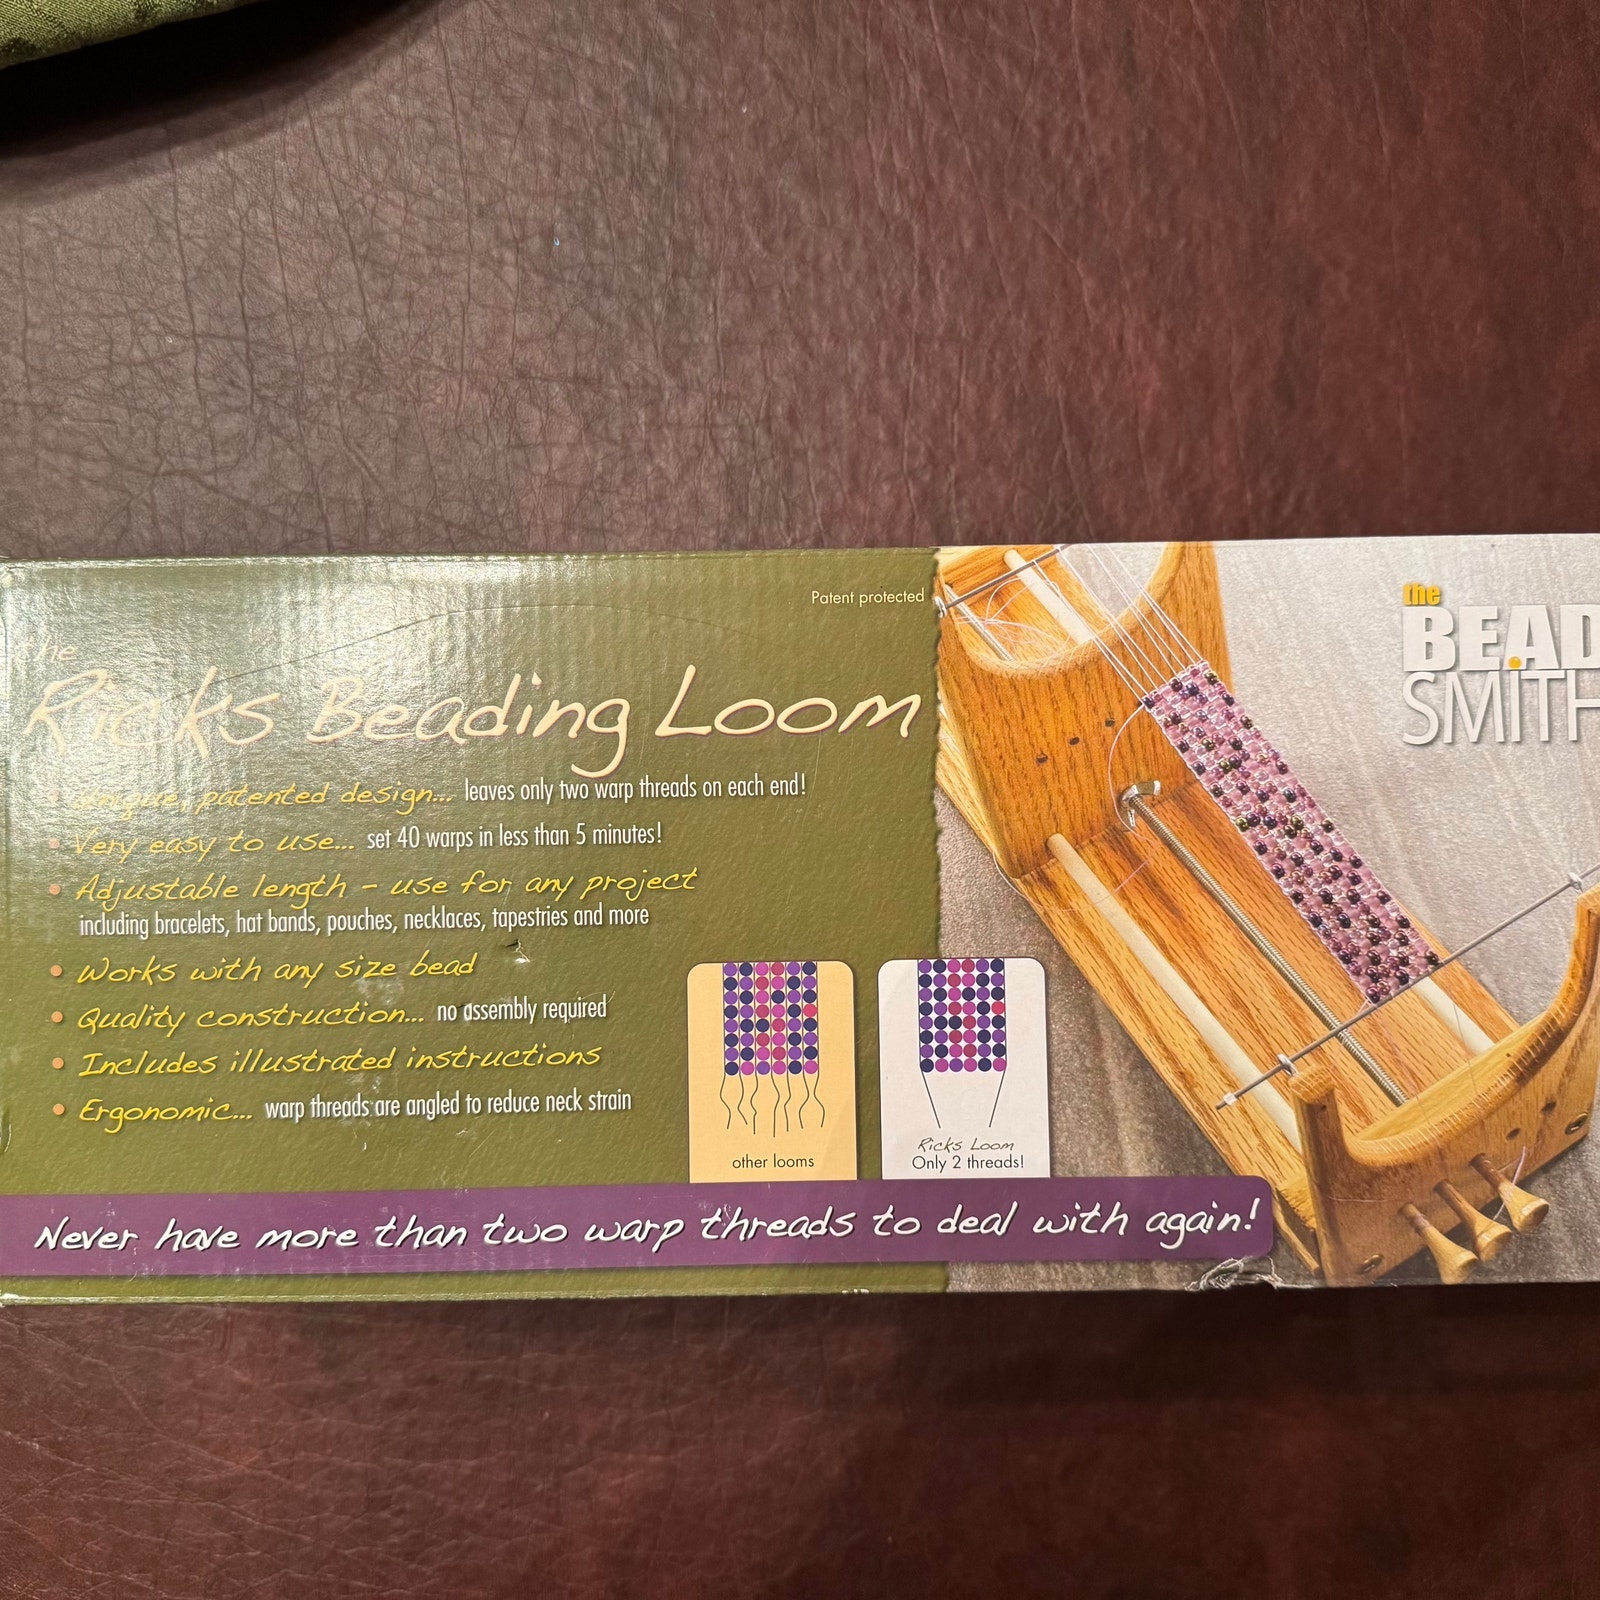 Patent protected
the
Ricks Beading Loom
unique, patented design... leaves only two warp threads on each end!
• Very easy to use... set 40 warps in less than 5 minutes!
• Adjustable length - use for any project
including bracelets, hat bands, pouches, necklaces, tapestries and more
• Works with any size bead
• Quality construction... no assembly required
• Includes illustrated instructions
• Ergonomic... warp threads are angled to reduce neck strain
other looms
Ricks Loom
Only 2 threads!
Never have more than two warp threads to deal with again!
the
BEAD
SMITH